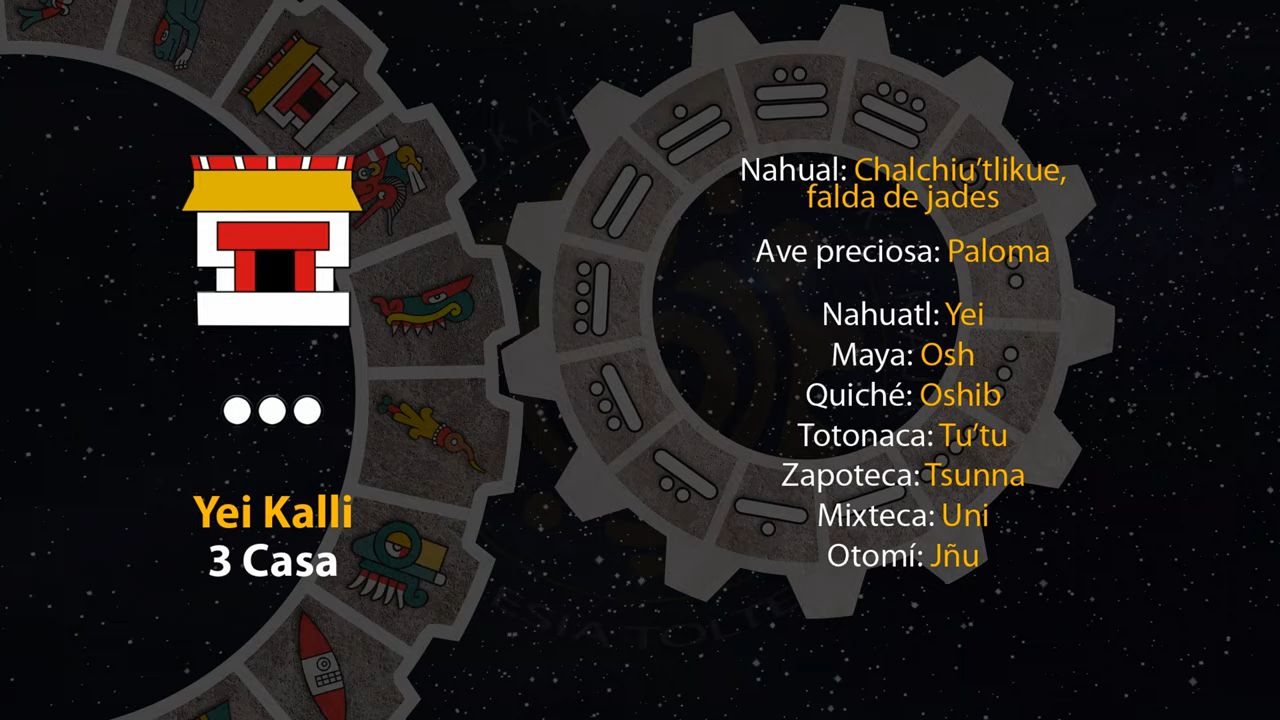 Yei Kalli
3 Casa
Nahual: Chalchiu’tlikue,
falda de jades
Ave preciosa: Paloma
Nahuatl: Yei
Maya: Osh
Quiché: Oshib
Totonaca: Tu’tu
Zapoteca: Tsunna
Mixteca: Uni
Otomí: Jñu